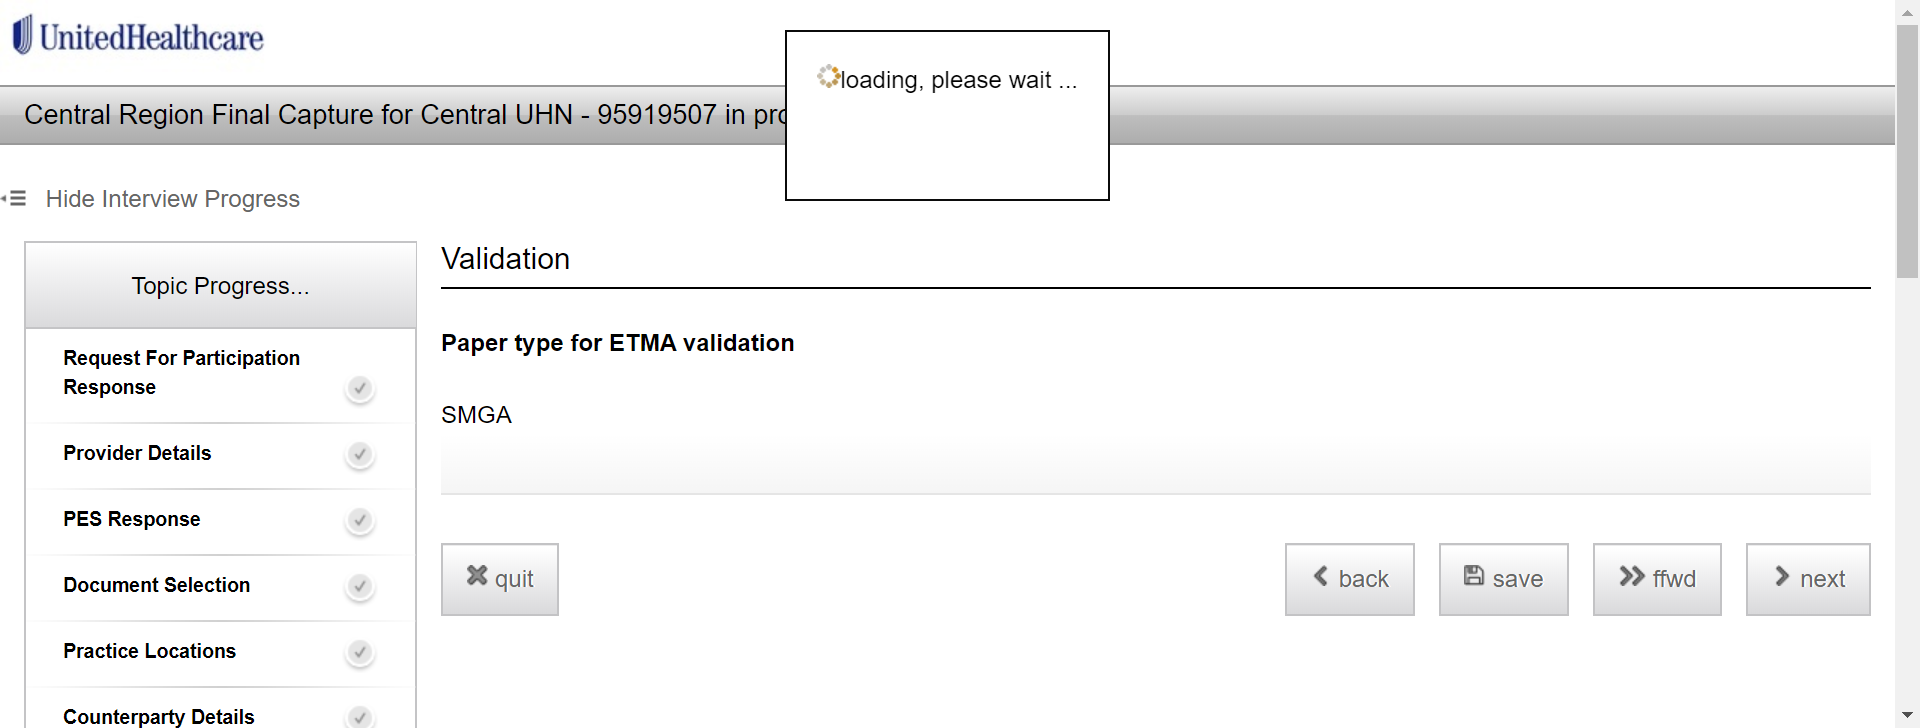 UnitedHealthcare
loading, please wait ...
Central Region Final Capture for Central UHN - 95919507 in
Hide Interview Progress
Topic Progress...
Request For Participation
Response
Provider Details
PES Response
Document Selection
Practice Locations
Counterparty Details
Validation
Paper type for ETMA validation
SMGA
quit
back
save
ffwd
next